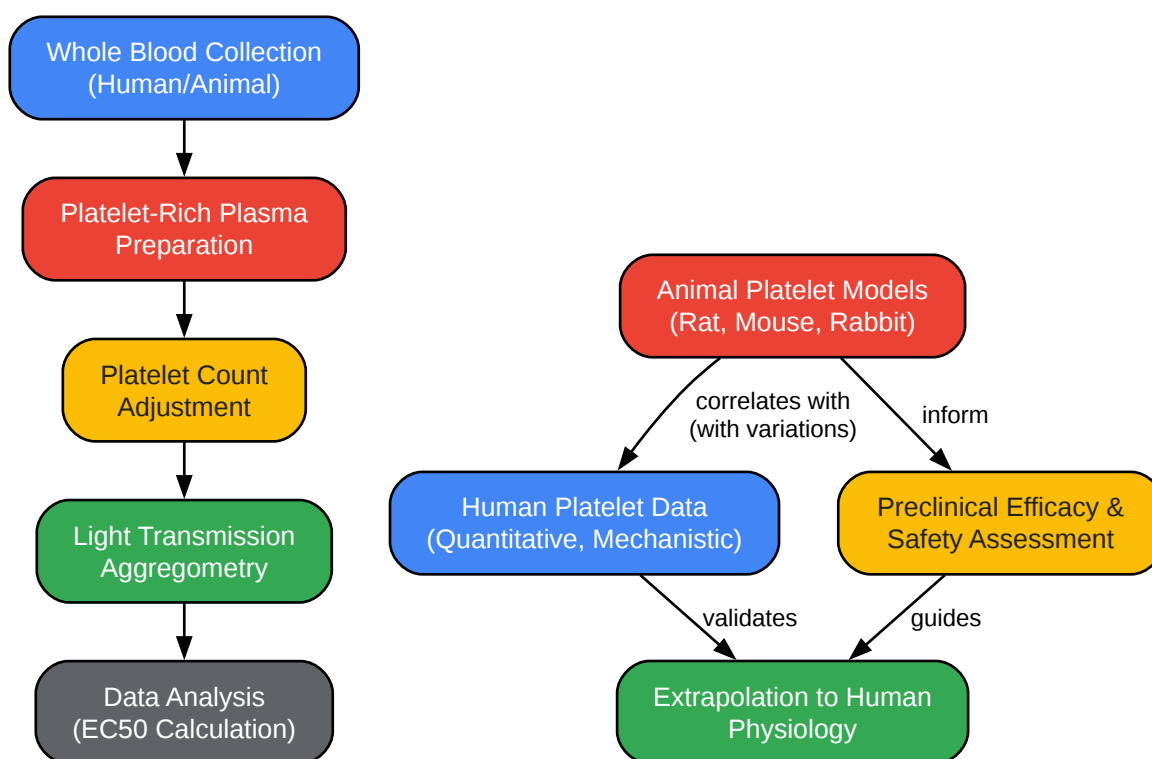 Whole Blood Collection
(Human/Animal)
Platelet-Rich Plasma
Preparation
Platelet Count
Adjustment
Light Transmission
Aggregometry
Data Analysis
(EC50 Calculation)
Animal Platelet Models
(Rat, Mouse, Rabbit)
correlates with
(with variations)
inform
Human Platelet Data
(Quantitative, Mechanistic)
Preclinical Efficacy &
Safety Assessment
validates
guides
Extrapolation to Human
Physiology